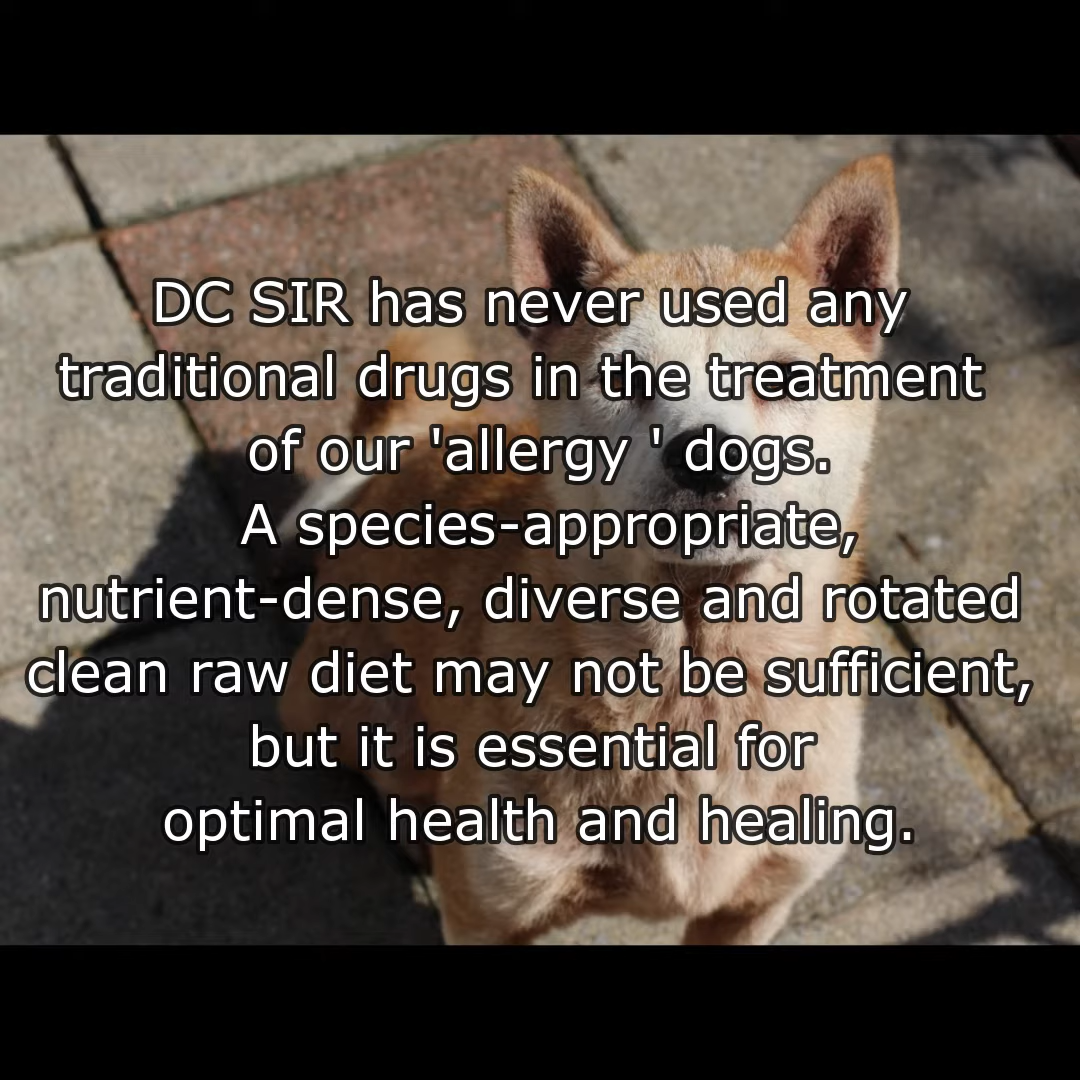 DC SIR has never used any
traditional drugs in the treatment
of our 'allergy ' dogs.
A species-appropriate,
nutrient-dense, diverse and rotated
clean raw diet may not be sufficient,
but it is essential for
optimal health and healing.